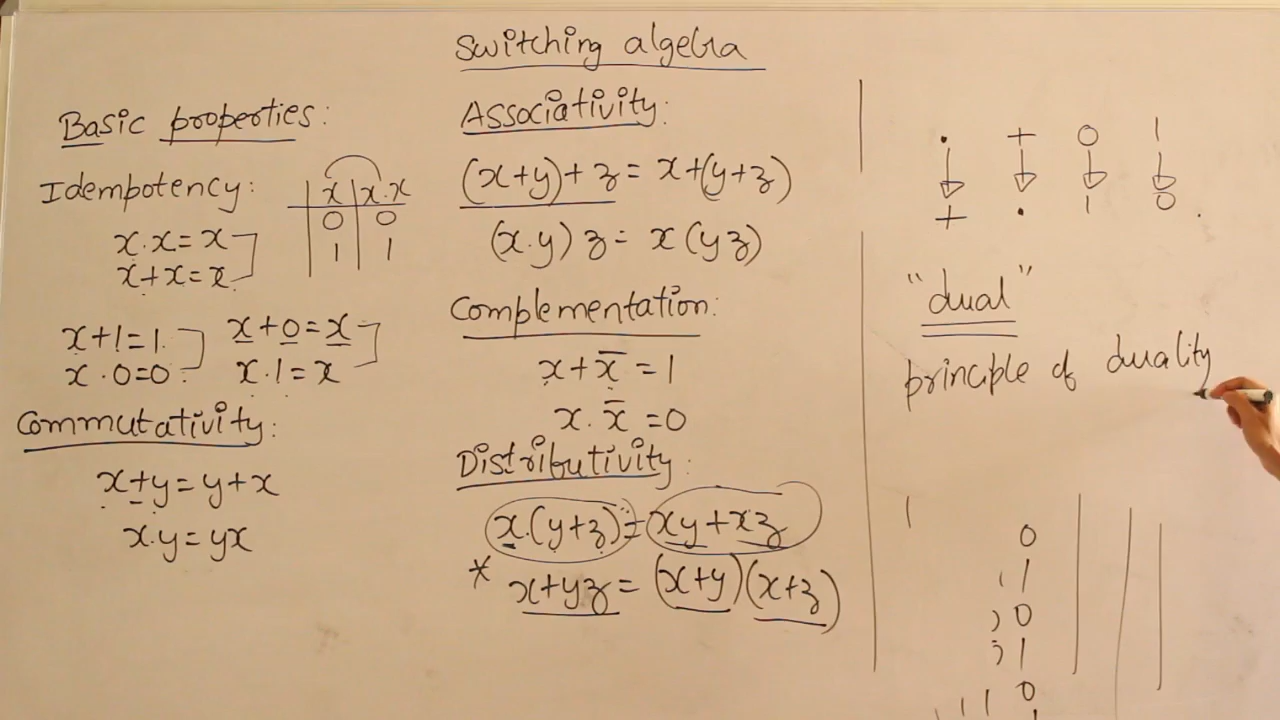 Switching algebra
Basic properties:
Idempotency:
x | x.x
0 | 0
1 | 1
x.x=x
x+x=x
x+1=1
x.0=0
x+0=x
x.1=x
Commutativity:
x+y=y+x
x.y=yx
Associativity:
(x+y)+z=x+(y+z)
(x.y)z=x(yz)
Complementation:
x+x̅=1
x.x̅=0
Distributivity:
x.(y+z)=xy+xz
* x+yz=(x+y)(x+z)
. + 0 1
+ . 1 0
"dual"
principle of duality
0
1
0
1
1 1 0